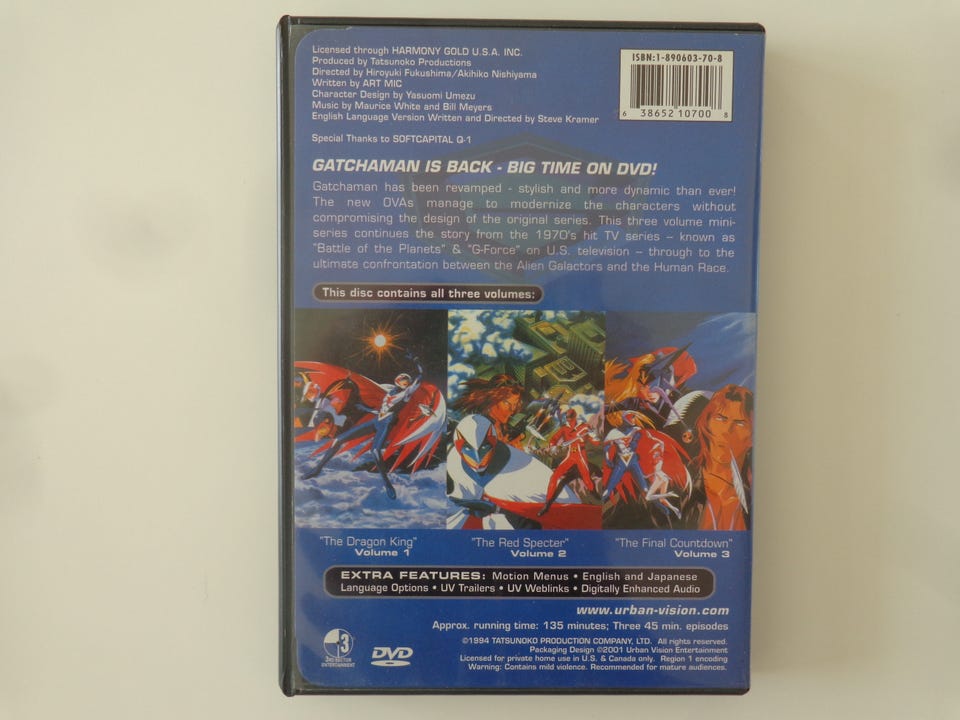 Licensed through HARMONY GOLD U.S.A. INC.
Produced by Tatsunoko Productions
Directed by Hiroyuki Fukushima/Akihiko Nishiyama
Written by ART MIC
Character Design by Yasuomi Umezu
Music by Maurice White and Bill Meyers
English Language Version Written and Directed by Steve Kramer
Special Thanks to SOFTCAPITAL Q-1
ISBN:1-890603-70-8
6 38652 10700 8
GATCHAMAN IS BACK - BIG TIME ON DVD!
Gatchaman has been revamped - stylish and more dynamic than ever!
The new OVAs manage to modernize the characters without
compromising the design of the original series. This three volume mini-
series continues the story from the 1970's hit TV series – known as
"Battle of the Planets" & "G-Force" on U.S. television – through to the
ultimate confrontation between the Alien Galactors and the Human Race.
This disc contains all three volumes:
"The Dragon King"
Volume 1
"The Red Specter"
Volume 2
"The Final Countdown"
Volume 3
EXTRA FEATURES: Motion Menus • English and Japanese
Language Options • UV Trailers • UV Weblinks • Digitally Enhanced Audio
www.urban-vision.com
Approx. running time: 135 minutes; Three 45 min. episodes
©1994 TATSUNOKO PRODUCTION COMPANY, LTD. All rights reserved.
Packaging Design ©2001 Urban Vision Entertainment
Licensed for private home use in U.S. & Canada only. Region 1 encoding
Warning: Contains mild violence. Recommended for mature audiences.
3
3RD SECTOR
ENTERTAINMENT
DVD